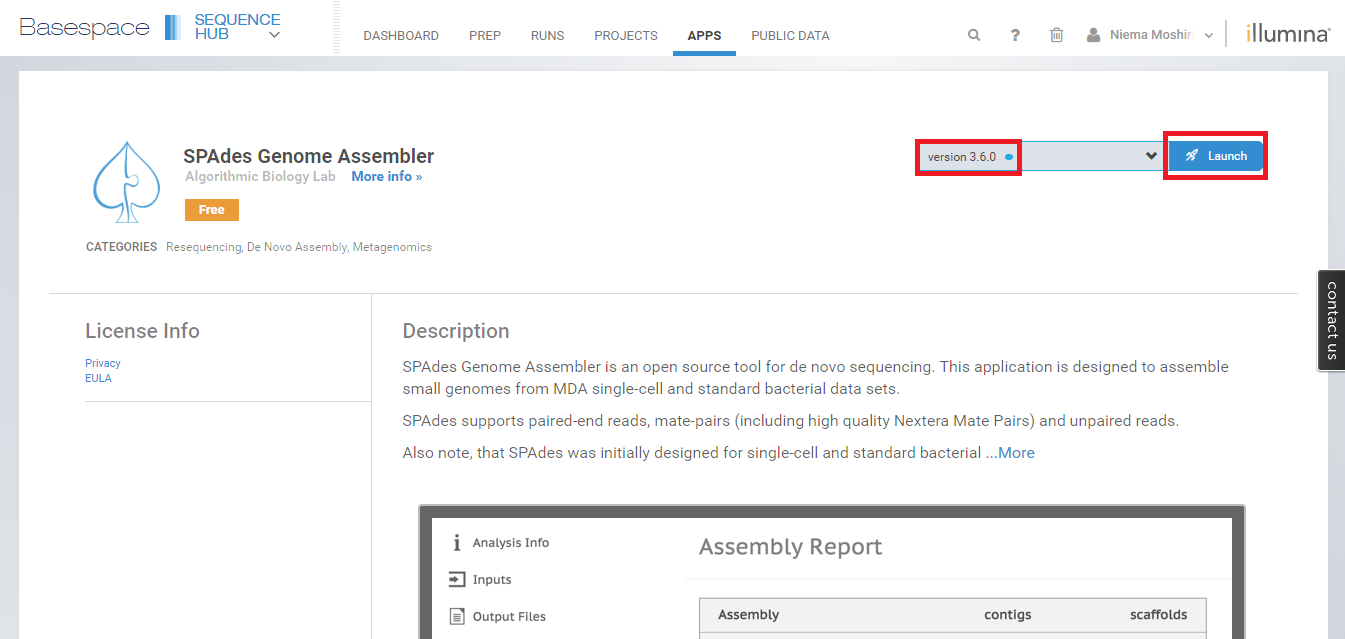 Basespace
SEQUENCE
HUB
DASHBOARD PREP RUNS PROJECTS APPS PUBLIC DATA
? Niema Moshiri illumina®
SPAdes Genome Assembler
Algorithmic Biology Lab More info »
Free
CATEGORIES Resequencing, De Novo Assembly, Metagenomics
version 3.6.0
Launch
contact us
License Info
Privacy
EULA
Description
SPAdes Genome Assembler is an open source tool for de novo sequencing. This application is designed to assemble
small genomes from MDA single-cell and standard bacterial data sets.
SPAdes supports paired-end reads, mate-pairs (including high quality Nextera Mate Pairs) and unpaired reads.
Also note, that SPAdes was initially designed for single-cell and standard bacterial ...More
Analysis Info
Inputs
Output Files
Assembly Report
Assembly contigs scaffolds